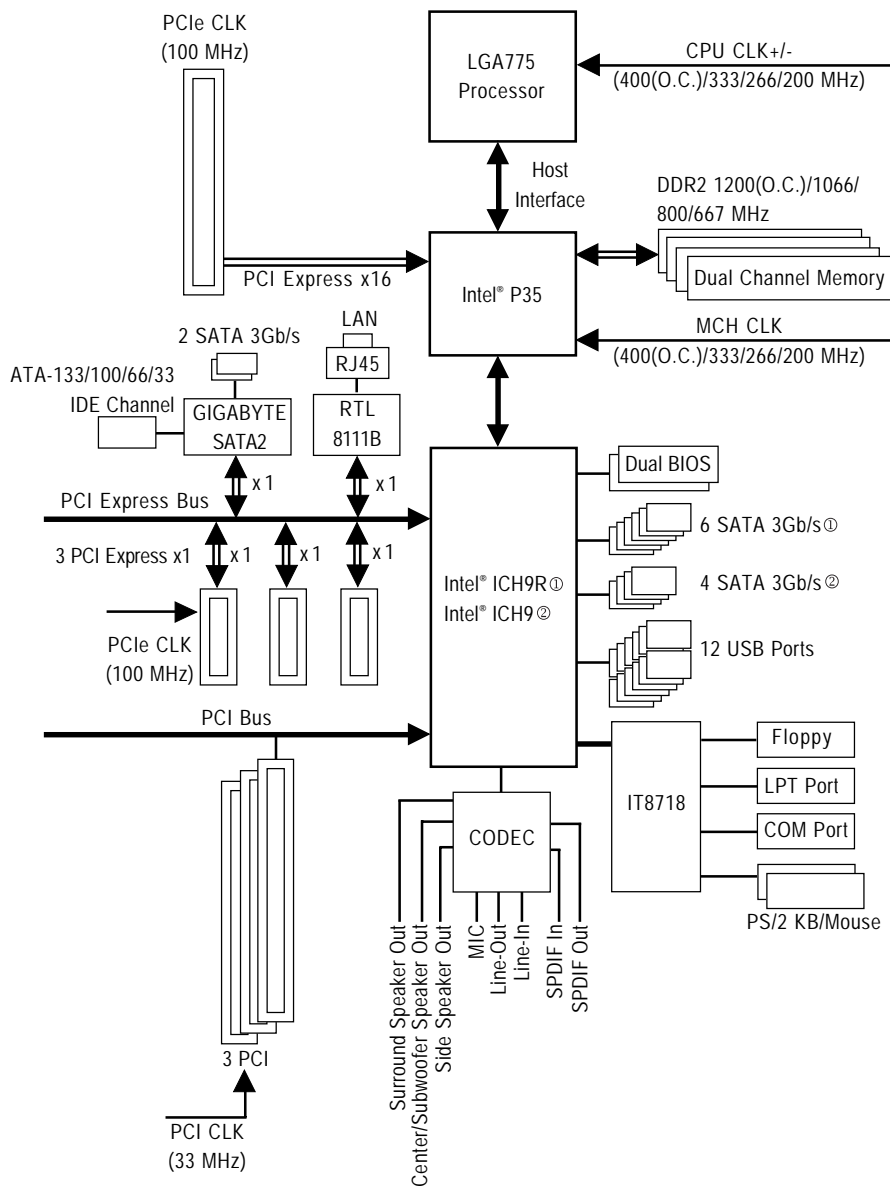 PCIe CLK
(100 MHz)
LGA775
Processor
CPU CLK+/-
(400(O.C.)/333/266/200 MHz)
Host
Interface
DDR2 1200(O.C.)/1066/
800/667 MHz
Dual Channel Memory
PCI Express x16
Intel® P35
MCH CLK
(400(O.C.)/333/266/200 MHz)
LAN
RJ45
2 SATA 3Gb/s
ATA-133/100/66/33
IDE Channel
GIGABYTE
SATA2
RTL
8111B
x 1
x 1
PCI Express Bus
3 PCI Express x1
x 1
x 1
x 1
PCIe CLK
(100 MHz)
Intel® ICH9R①
Intel® ICH9②
Dual BIOS
6 SATA 3Gb/s①
4 SATA 3Gb/s②
12 USB Ports
PCI Bus
IT8718
Floppy
LPT Port
COM Port
PS/2 KB/Mouse
CODEC
Surround Speaker Out
Center/Subwoofer Speaker Out
Side Speaker Out
MIC
Line-Out
Line-In
SPDIF In
SPDIF Out
3 PCI
PCI CLK
(33 MHz)